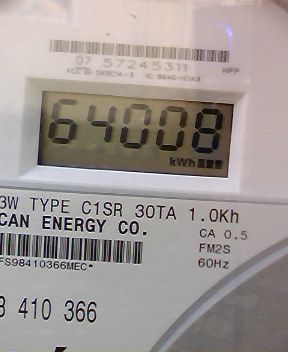 07 57245311
HPP
64008
kWh
3W TYPE C1SR 30TA 1.0Kh
CAN ENERGY CO.
CA 0.5
FM2S
60Hz
FS98410366MEC*
410 366